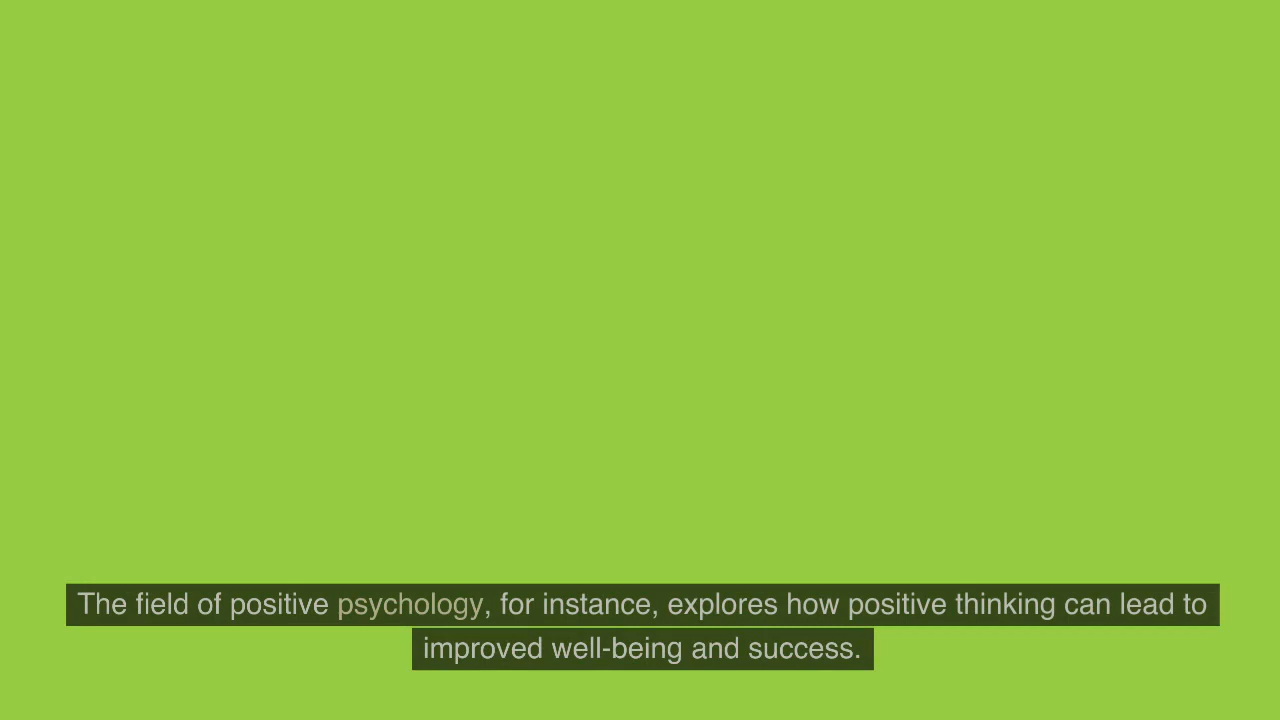 The field of positive psychology, for instance, explores how positive thinking can lead to
improved well-being and success.